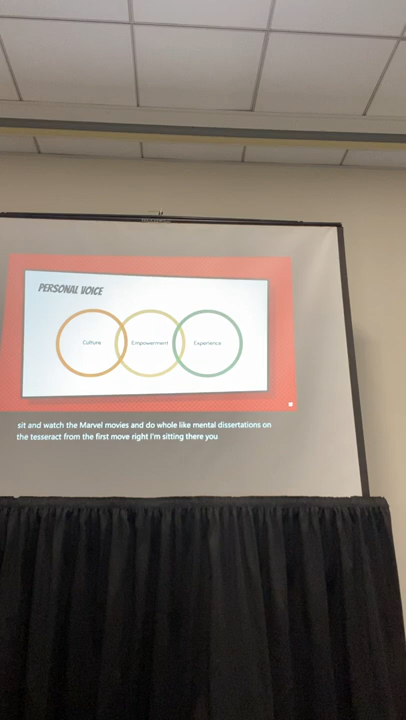 PERSONAL VOICE
Culture
Empowerment
Experience
sit and watch the Marvel movies and do whole like mental dissertations on
the tesseract from the first move right I'm sitting there you